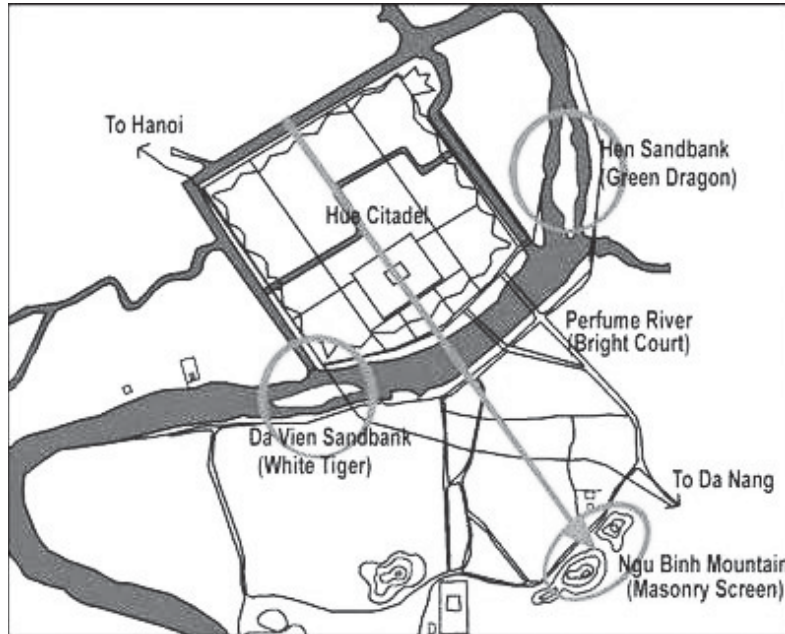 To Hanoi
Hen Sandbank
(Green Dragon)
Hue Citadel
Perfume River
(Bright Court)
Da Vien Sandbank
(White Tiger)
To Da Nang
Ngu Binh Mountain
(Masonry Screen)